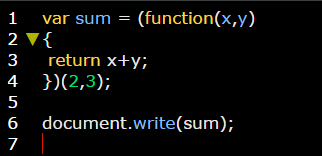 1 var sum = (function(x,y)
2 ▼{
3 return x+y;
4 })(2,3);
5
6 document.write(sum);
7